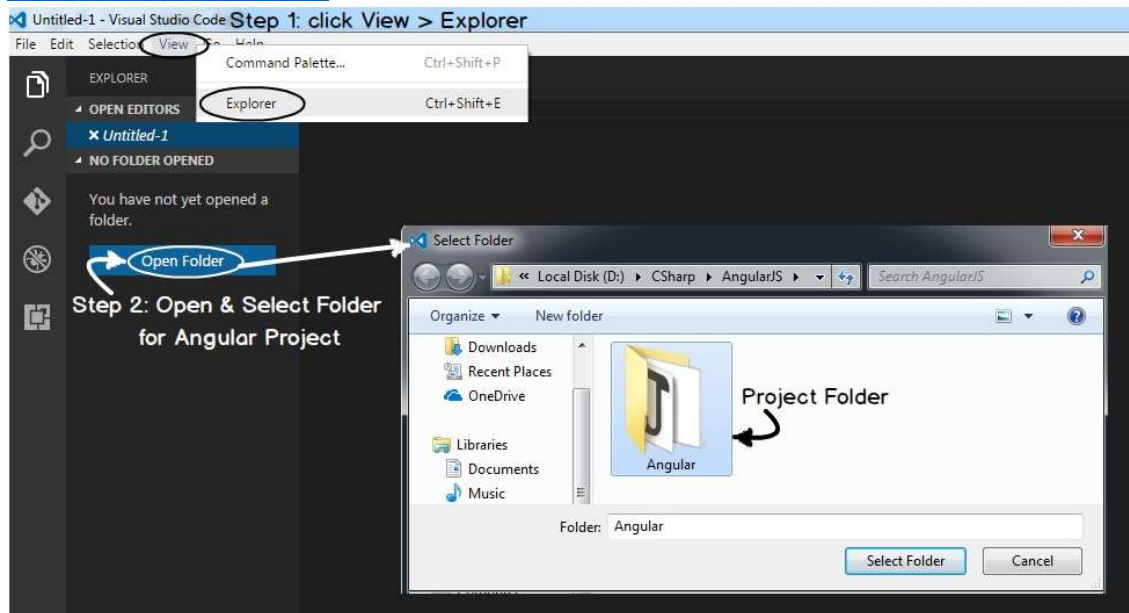 Untitled-1 - Visual Studio Code Step 1: click View > Explorer
File Edit Selection View Go Help
Command Palette... Ctrl+Shift+P
EXPLORER
Explorer Ctrl+Shift+E
OPEN EDITORS
Untitled-1
NO FOLDER OPENED
You have not yet opened a
folder.
Open Folder
Step 2: Open & Select Folder
for Angular Project
Select Folder
« Local Disk (D:) CSharp AngularJS Search AngularJS
Organize New folder
Downloads
Recent Places
OneDrive
Libraries
Documents
Music
Angular
Project Folder
Folder: Angular
Select Folder Cancel